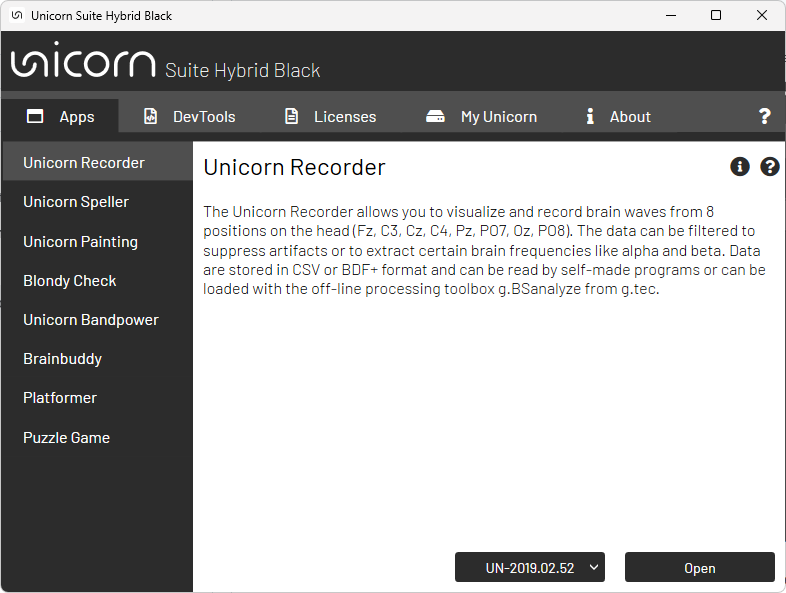 Unicorn Suite Hybrid Black
unicorn Suite Hybrid Black
Apps DevTools Licenses My Unicorn i About ?
Unicorn Recorder
Unicorn Speller
Unicorn Painting
Blondy Check
Unicorn Bandpower
Brainbuddy
Platformer
Puzzle Game
Unicorn Recorder i ?
The Unicorn Recorder allows you to visualize and record brain waves from 8
positions on the head (Fz, C3, Cz, C4, Pz, PO7, Oz, PO8). The data can be filtered to
suppress artifacts or to extract certain brain frequencies like alpha and beta. Data
are stored in CSV or BDF+ format and can be read by self-made programs or can be
loaded with the off-line processing toolbox g.BSanalyze from g.tec.
UN-2019.02.52 Open